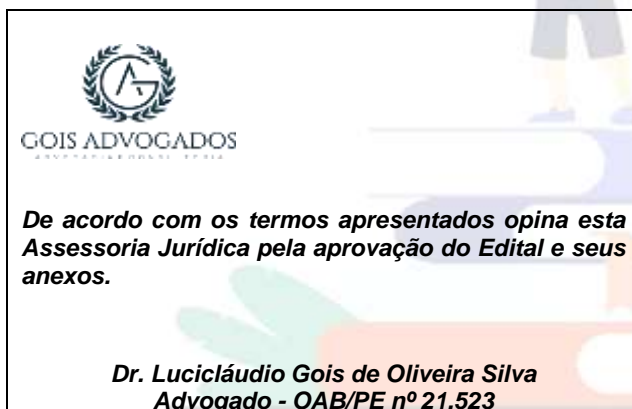 GOIS ADVOGADOS
De acordo com os termos apresentados opina esta
Assessoria Jurídica pela aprovação do Edital e seus
anexos.
Dr. Lucicláudio Gois de Oliveira Silva
Advogado - OAB/PE nº 21.523